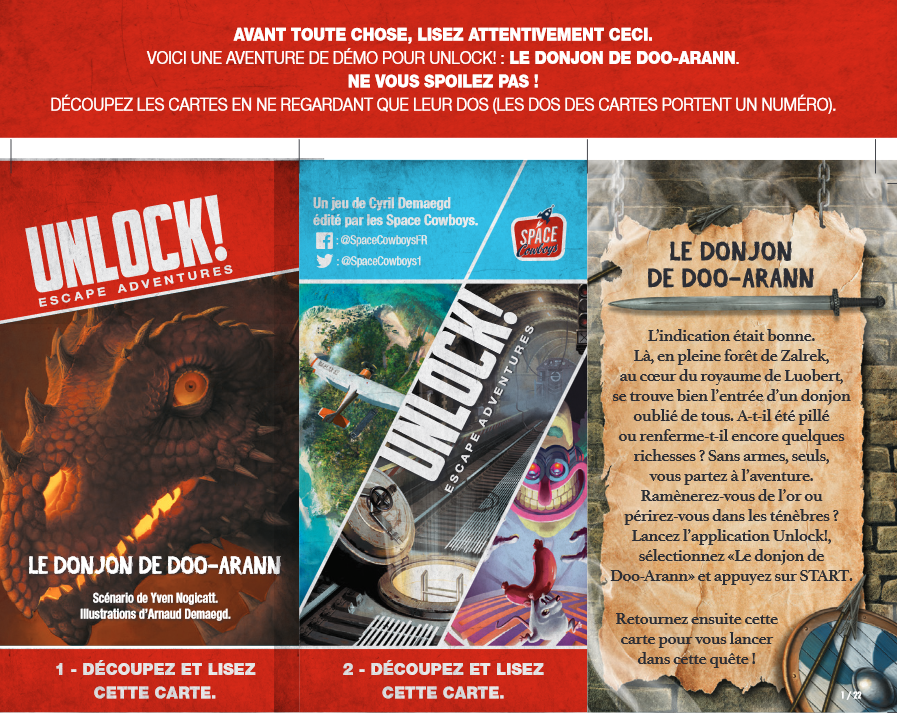 AVANT TOUTE CHOSE, LISEZ ATTENTIVEMENT CECI.
VOICI UNE AVENTURE DE DÉMO POUR UNLOCK! : LE DONJON DE DOO-ARANN.
NE VOUS SPOILEZ PAS !
DÉCOUPEZ LES CARTES EN NE REGARDANT QUE LEUR DOS (LES DOS DES CARTES PORTENT UN NUMÉRO).
UNLOCK!
ESCAPE ADVENTURES
LE DONJON DE DOO-ARANN
Scénario de Yven Nogicatt.
Illustrations d'Arnaud Demaegd.
1 - DÉCOUPEZ ET LISEZ
CETTE CARTE.
Un jeu de Cyril Demaegd
édité par les Space Cowboys.
: @SpaceCowboysFR
: @SpaceCowboys1
SPACE
Cowboys
UNLOCK!
ESCAPE ADVENTURES
2 - DÉCOUPEZ ET LISEZ
CETTE CARTE.
LE DONJON
DE DOO-ARANN
L'indication était bonne.
Là, en pleine forêt de Zalrek,
au cœur du royaume de Luobert,
se trouve bien l'entrée d'un donjon
oublié de tous. A-t-il été pillé
ou renferme-t-il encore quelques
richesses ? Sans armes, seuls,
vous partez à l'aventure.
Ramènerez-vous de l'or ou
périrez-vous dans les ténèbres ?
Lancez l'application Unlock!,
sélectionnez «Le donjon de
Doo-Arann» et appuyez sur START.
Retournez ensuite cette
carte pour vous lancer
dans cette quête !
1 / 22